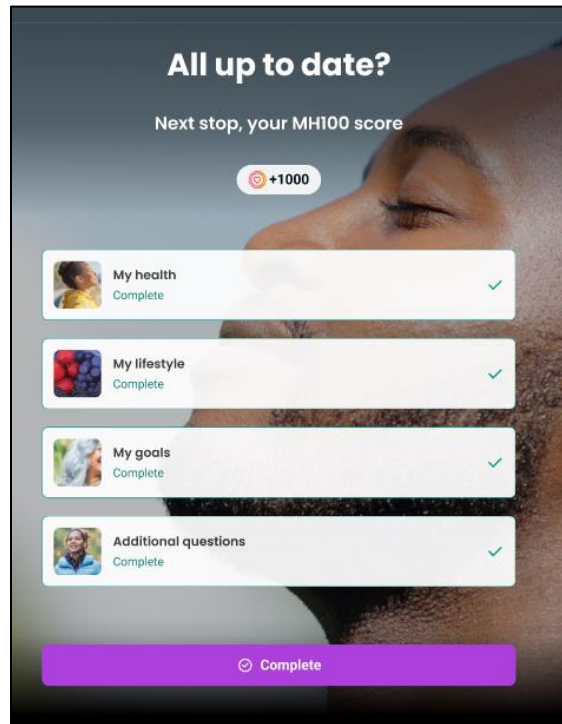 All up to date?
Next stop, your MH100 score
+1000
My health
Complete
My lifestyle
Complete
My goals
Complete
Additional questions
Complete
Complete